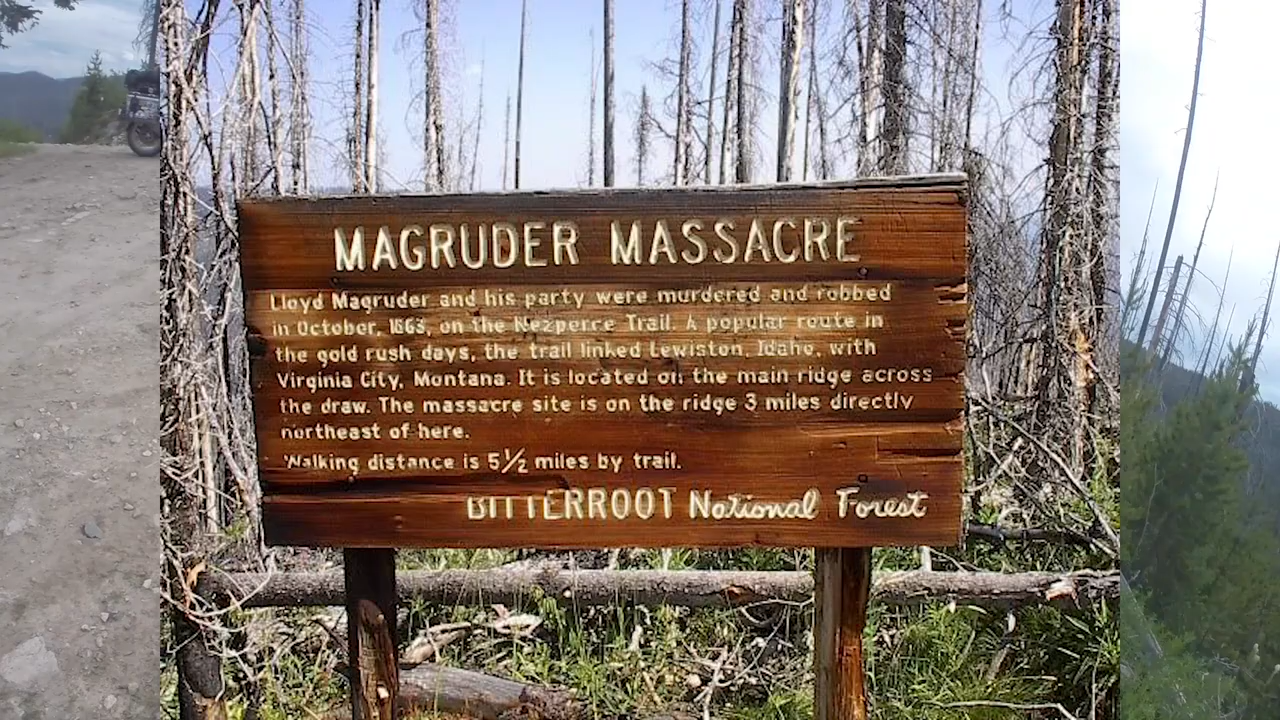 MAGRUDER MASSACRE
Lloyd Magruder and his party were murdered and robbed
in October, 1863, on the Nezperce Trail. A popular route in
the gold rush days, the trail linked Lewiston, Idaho, with
Virginia City, Montana. It is located on the main ridge across
the draw. The massacre site is on the ridge 3 miles directly
northeast of here.
Walking distance is 5½ miles by trail.
BITTERROOT National Forest